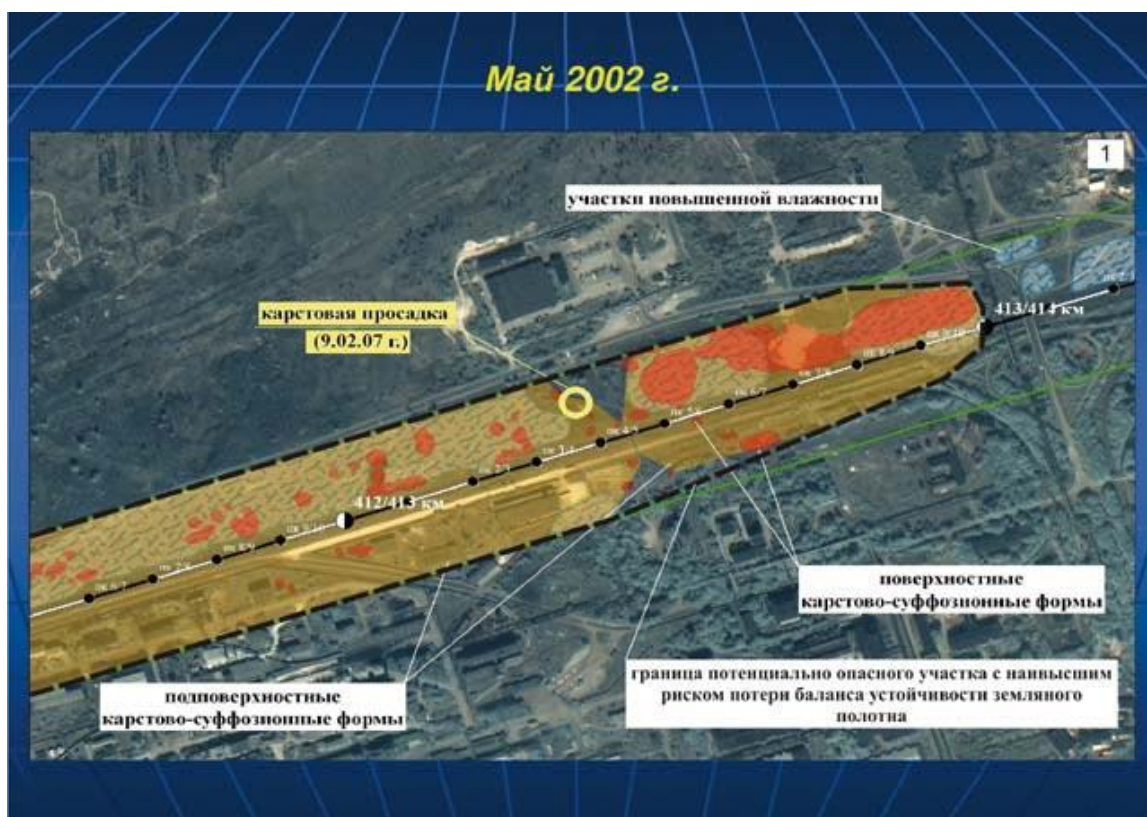 Май 2002 г.
1
участки повышенной влажности
карстовая просадка
(9.02.07 г.)
413/414 км
412/413 км
поверхностные
карстово-суффозионные формы
граница потенциально опасного участка с наивысшим
риском потери баланса устойчивости земляного
полотна
подповерхностные
карстово-суффозионные формы